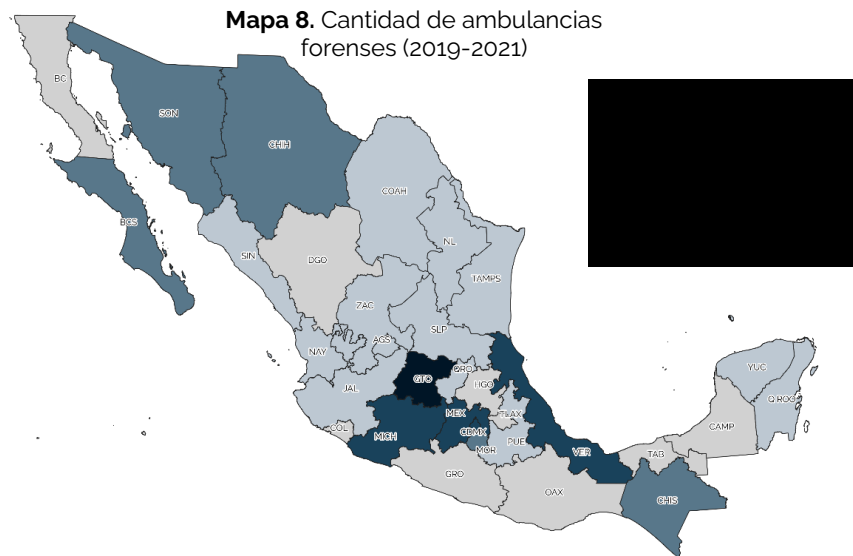 Mapa 8. Cantidad de ambulancias
forenses (2019-2021)
BC
SON
CHIH
COAH
BCS
NL
SIN
DGO
TAMPS
ZAC
SLP
AGS
NAY
YUC
QRO
GTO
HGO
JAL
Q.ROO
MEX
TLAX
COL
CDMX
CAMP
MICH
PUE
MOR
VER
TAB
GRO
OAX
CHIS